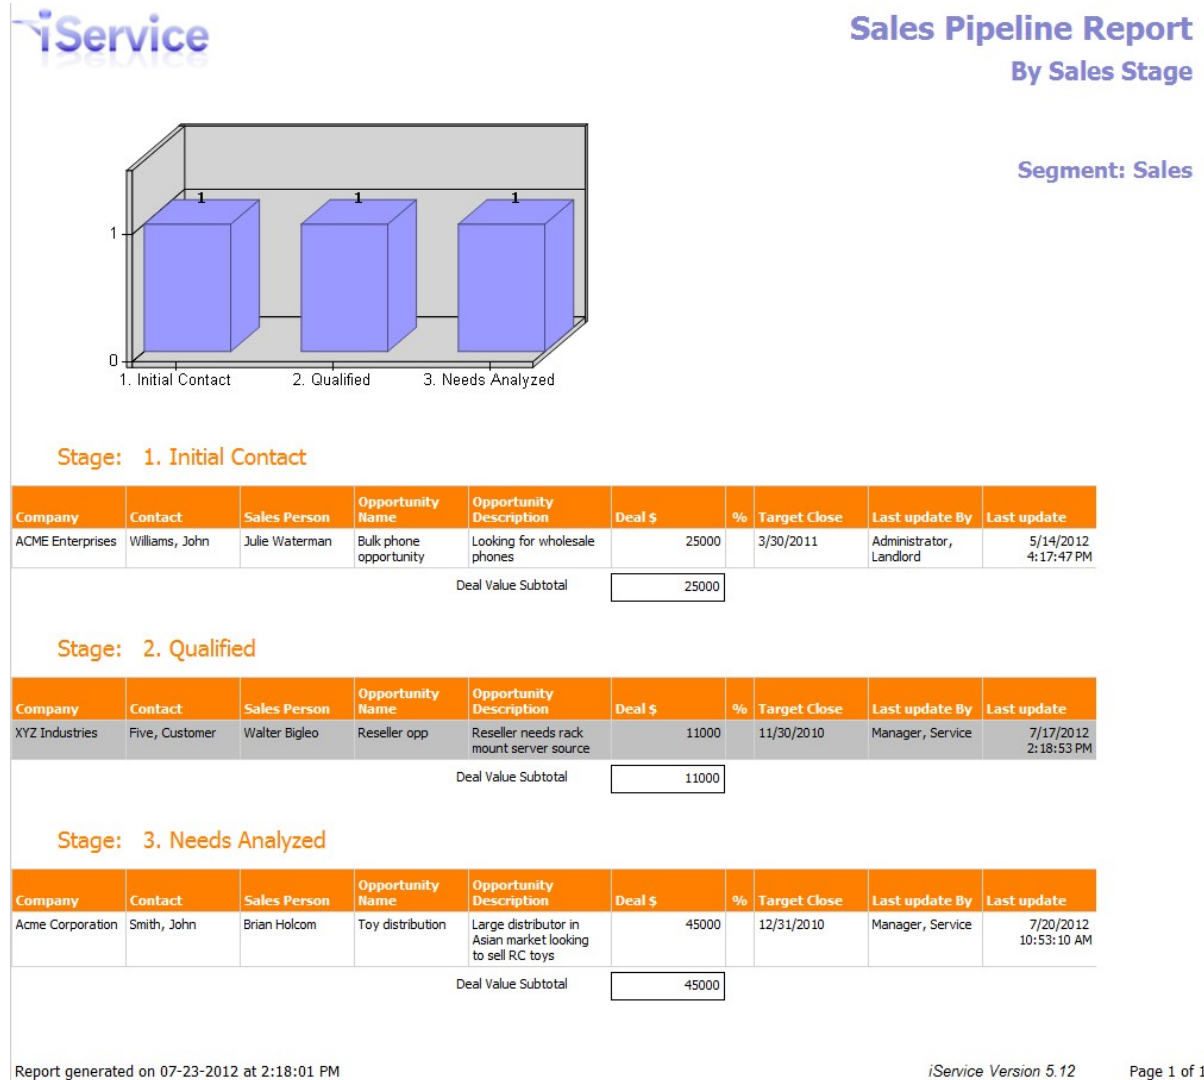 iService
Sales Pipeline Report
By Sales Stage
Segment: Sales
1 1 1
1
0
1. Initial Contact 2. Qualified 3. Needs Analyzed
Stage: 1. Initial Contact
Company Contact Sales Person Opportunity Name Opportunity Description Deal $ % Target Close Last update By Last update
ACME Enterprises Williams, John Julie Waterman Bulk phone opportunity Looking for wholesale phones 25000 3/30/2011 Administrator, Landlord 5/14/2012 4:17:47 PM
Deal Value Subtotal 25000
Stage: 2. Qualified
Company Contact Sales Person Opportunity Name Opportunity Description Deal $ % Target Close Last update By Last update
XYZ Industries Five, Customer Walter Bigleo Reseller opp Reseller needs rack mount server source 11000 11/30/2010 Manager, Service 7/17/2012 2:18:53 PM
Deal Value Subtotal 11000
Stage: 3. Needs Analyzed
Company Contact Sales Person Opportunity Name Opportunity Description Deal $ % Target Close Last update By Last update
Acme Corporation Smith, John Brian Holcom Toy distribution Large distributor in Asian market looking to sell RC toys 45000 12/31/2010 Manager, Service 7/20/2012 10:53:10 AM
Deal Value Subtotal 45000
Report generated on 07-23-2012 at 2:18:01 PM iService Version 5.12 Page 1 of 1